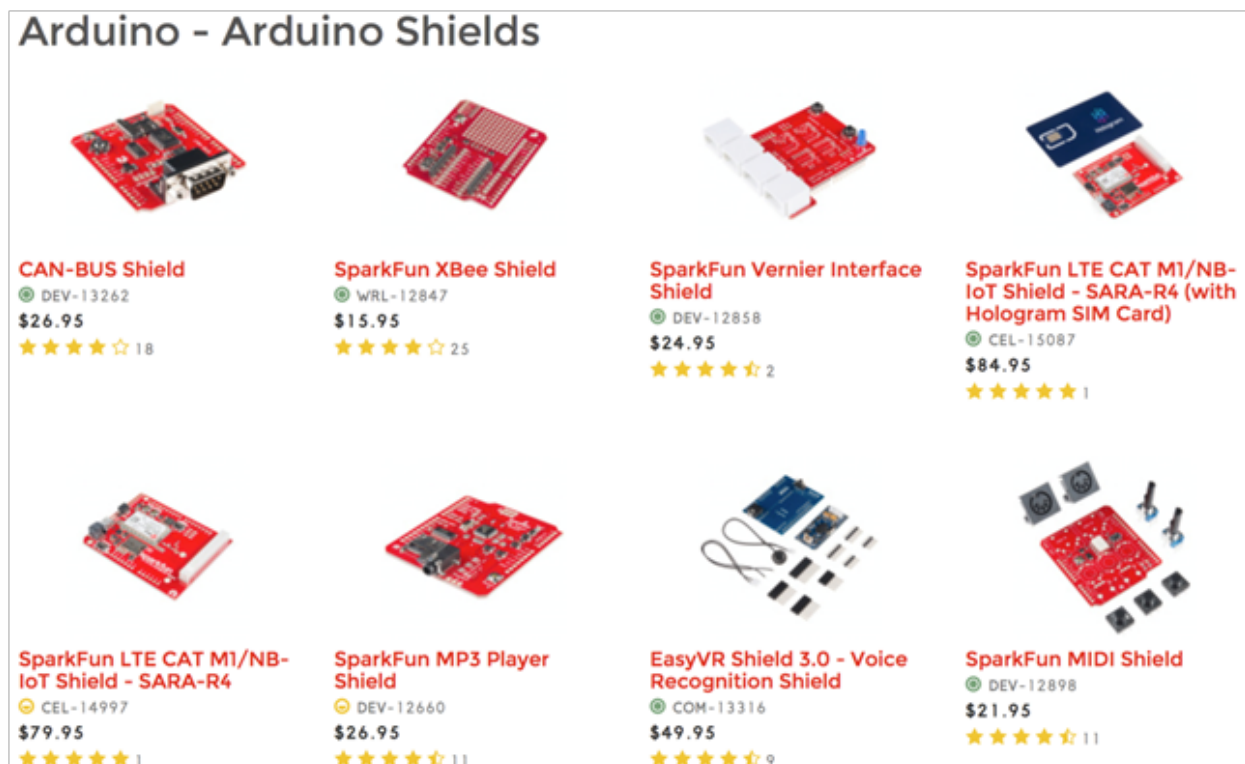 Arduino - Arduino Shields
CAN-BUS Shield
DEV-13262
$26.95
18
SparkFun XBee Shield
WRL-12847
$15.95
25
SparkFun Vernier Interface
Shield
DEV-12858
$24.95
2
SparkFun LTE CAT M1/NB-
IoT Shield - SARA-R4 (with
Hologram SIM Card)
CEL-15087
$84.95
1
SparkFun LTE CAT M1/NB-
IoT Shield - SARA-R4
CEL-14997
$79.95
1
SparkFun MP3 Player
Shield
DEV-12660
$26.95
11
EasyVR Shield 3.0 - Voice
Recognition Shield
COM-13316
$49.95
9
SparkFun MIDI Shield
DEV-12898
$21.95
11